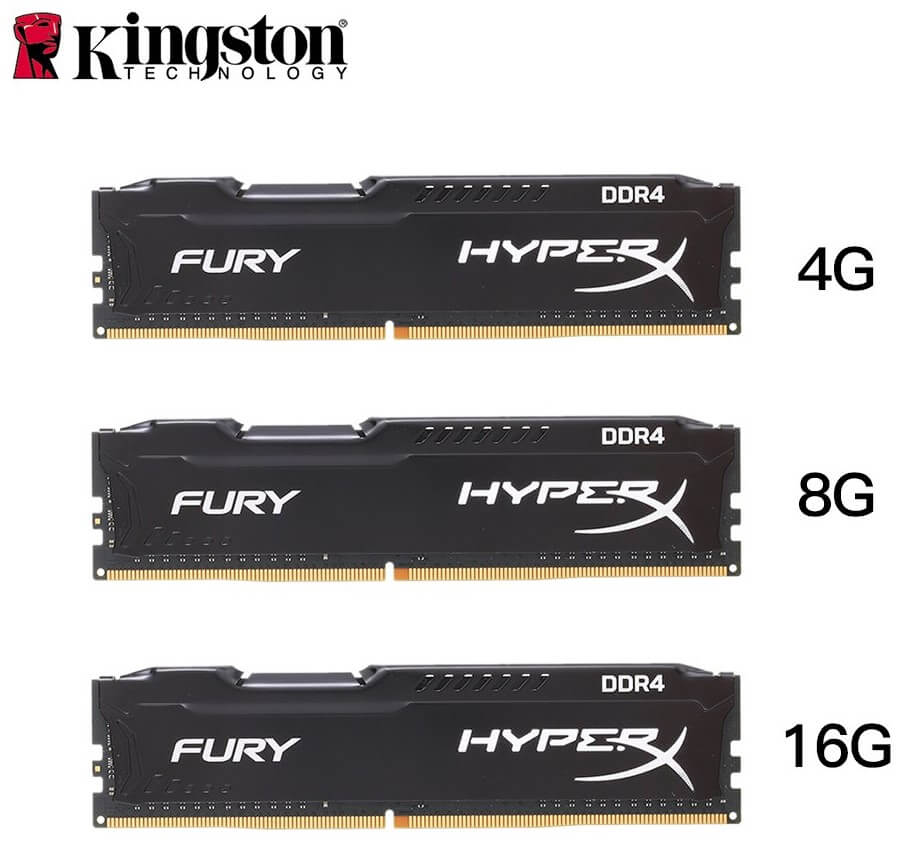 Kingston®
TECHNOLOGY
DDR4
FURY HYPERX
4G
DDR4
FURY HYPERX
8G
DDR4
FURY HYPERX
16G